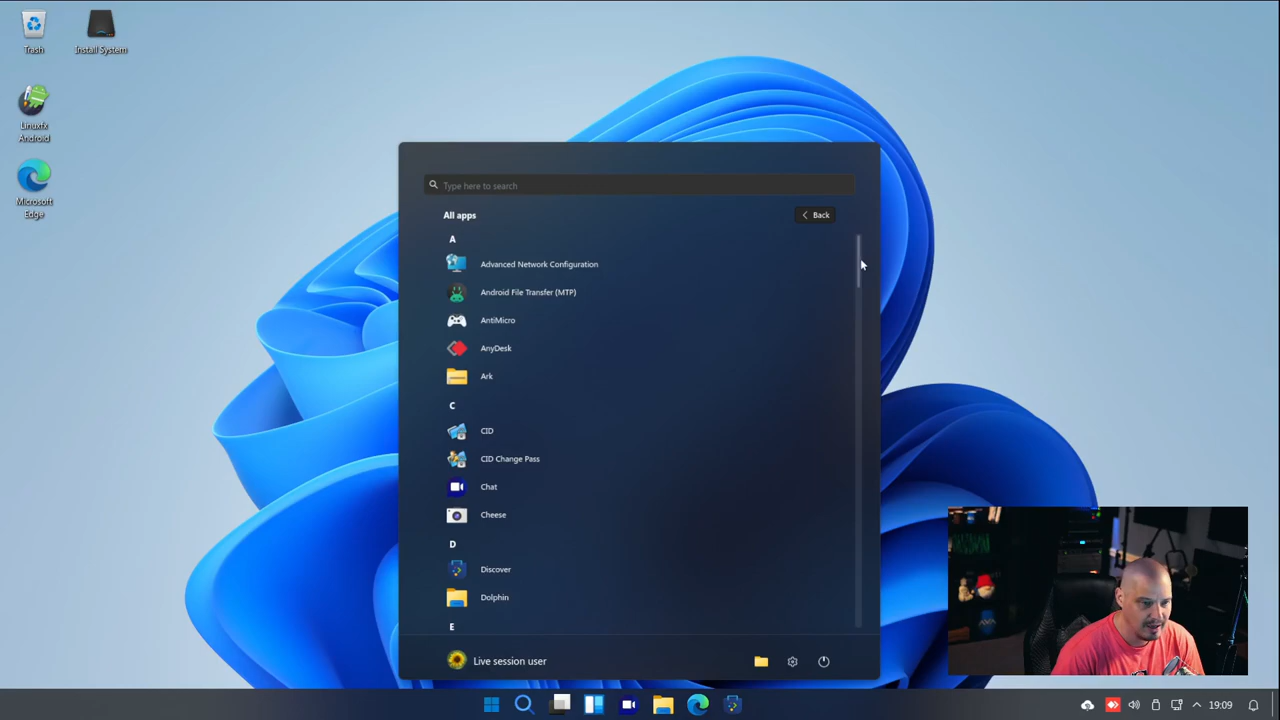 Trash
Install System
Linuxfx
Android
Microsoft
Edge
Type here to search
All apps
Back
A
Advanced Network Configuration
Android File Transfer (MTP)
AntiMicro
AnyDesk
Ark
C
CID
CID Change Pass
Chat
Cheese
D
Discover
Dolphin
E
Live session user
19:09